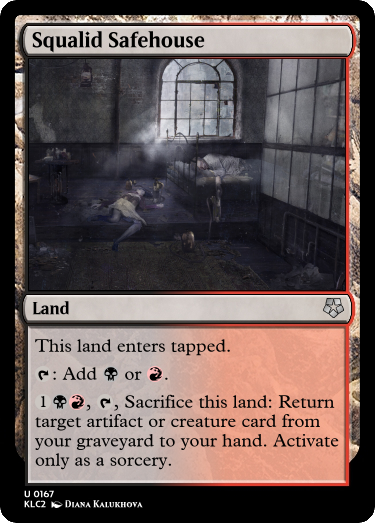 Squalid Safehouse
Land
This land enters tapped.
: Add or .
1 , , Sacrifice this land: Return
target artifact or creature card from
your graveyard to your hand. Activate
only as a sorcery.
U 0167
KLC2 Diana Kalukhova